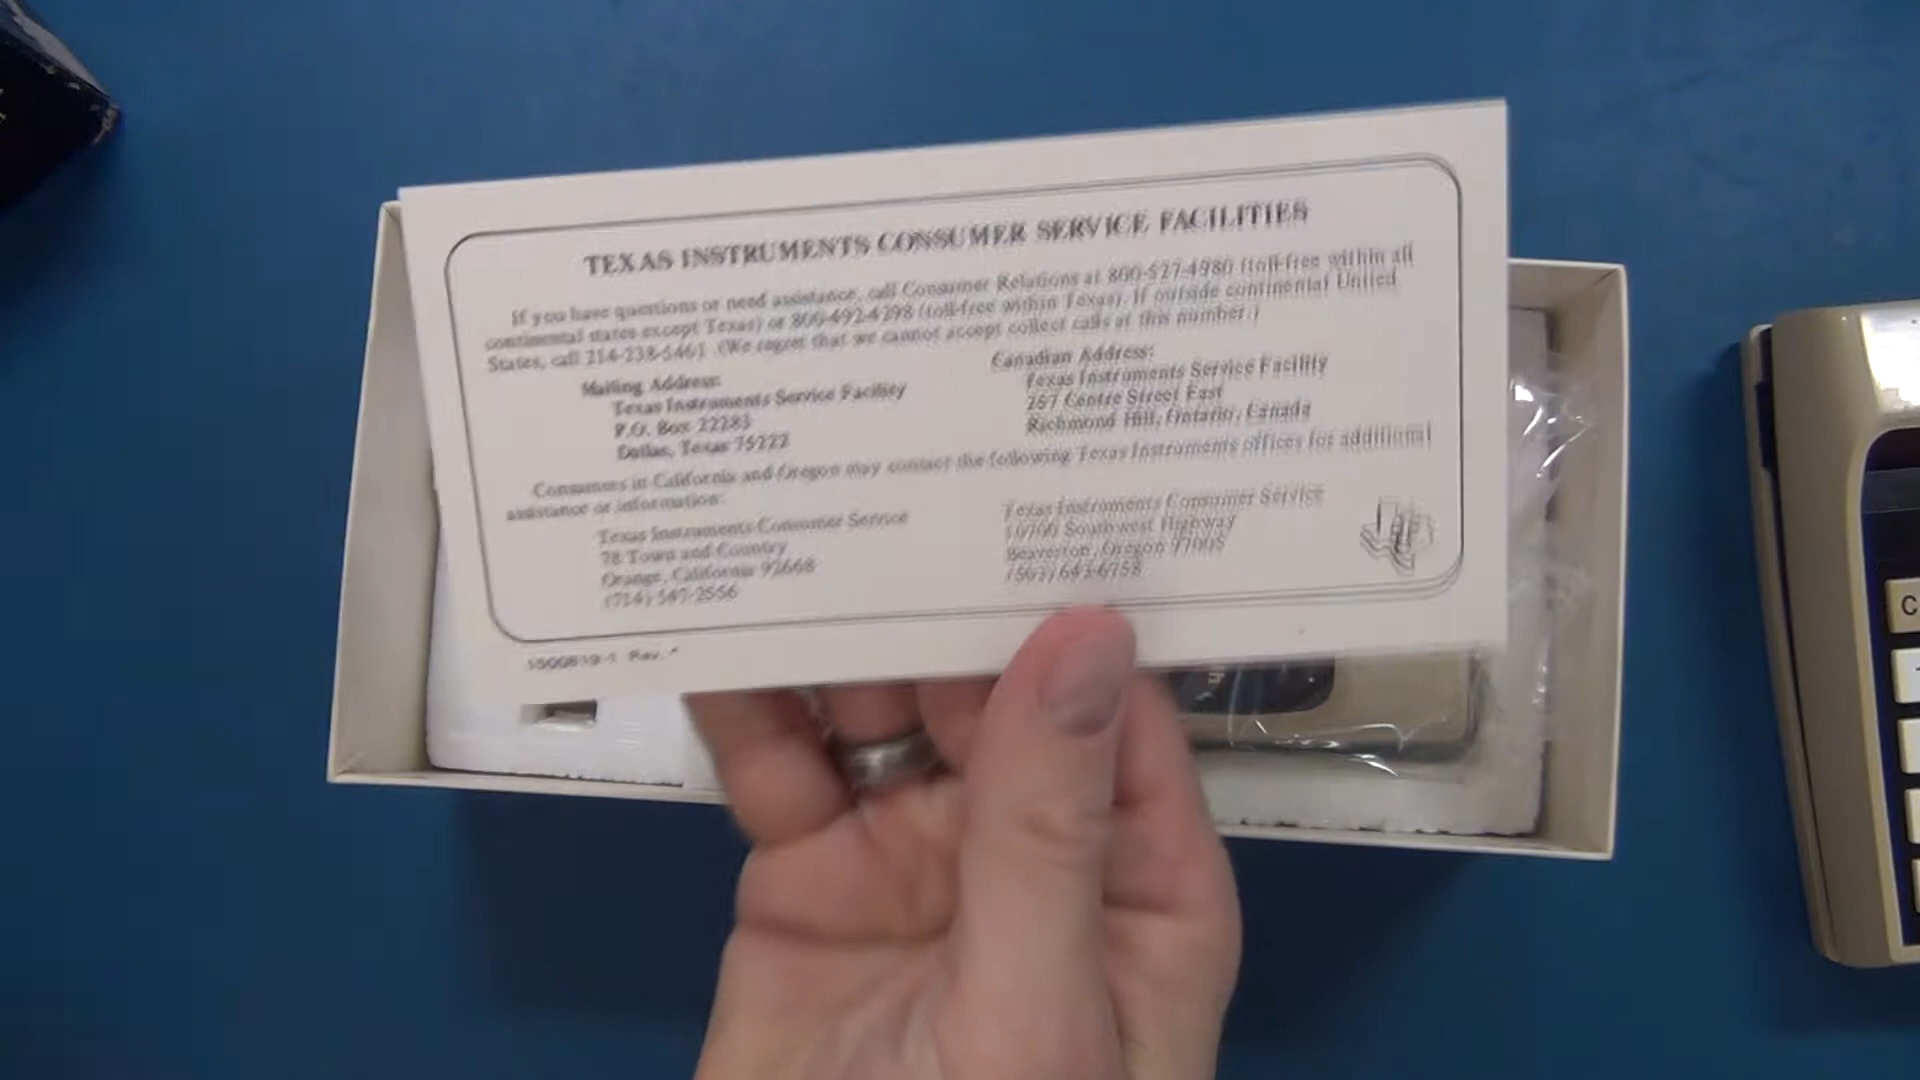 TEXAS INSTRUMENTS CONSUMER SERVICE FACILITIES
If you have questions or need assistance, call Consumer Relations at 800-527-4980 (toll-free within all
continental states except Texas) or 800-492-4298 (toll-free within Texas). If outside continental United
States, call 214-238-5461. (We regret that we cannot accept collect calls at this number.)
Mailing Address:
Texas Instruments Service Facility
P.O. Box 22283
Dallas, Texas 75222
Canadian Address:
Texas Instruments Service Facility
257 Centre Street East
Richmond Hill, Ontario, Canada
Consumers in California and Oregon may contact the following Texas Instruments offices for additional
assistance or information:
Texas Instruments Consumer Service
78 Town and Country
Orange, California 92668
(714) 547-2556
Texas Instruments Consumer Service
10700 Southwest Highway
Beaverton, Oregon 97005
(503) 643-6758
Rev. *
C